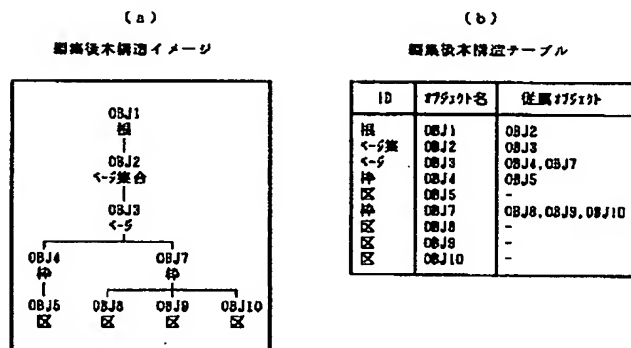 (a)
編集後木構造イメージ
OBJ1
根
OBJ2
ページ集合
OBJ3
ページ
OBJ4 OBJ7
枠 枠
OBJ5 OBJ8 OBJ9 OBJ10
区 区 区 区
(b)
編集後木構造テーブル
ID オブジェクト名 従属オブジェクト
根 OBJ1 OBJ2
ページ集 OBJ2 OBJ3
ページ OBJ3 OBJ4,OBJ7
枠 OBJ4 OBJ5
区 OBJ5 -
枠 OBJ7 OBJ8,OBJ9,OBJ10
区 OBJ8 -
区 OBJ9 -
区 OBJ10 -